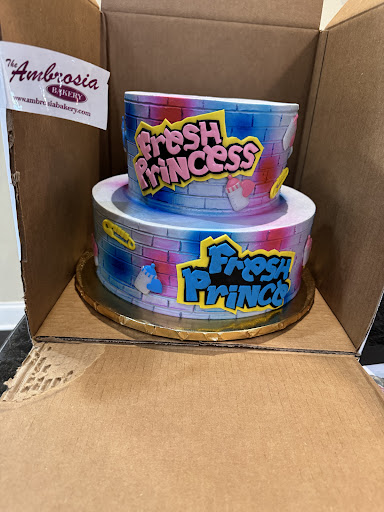 The
Ambrosia
BAKERY
www.ambrosiabakery.com
Fresh
Princess
Fresh
Prince